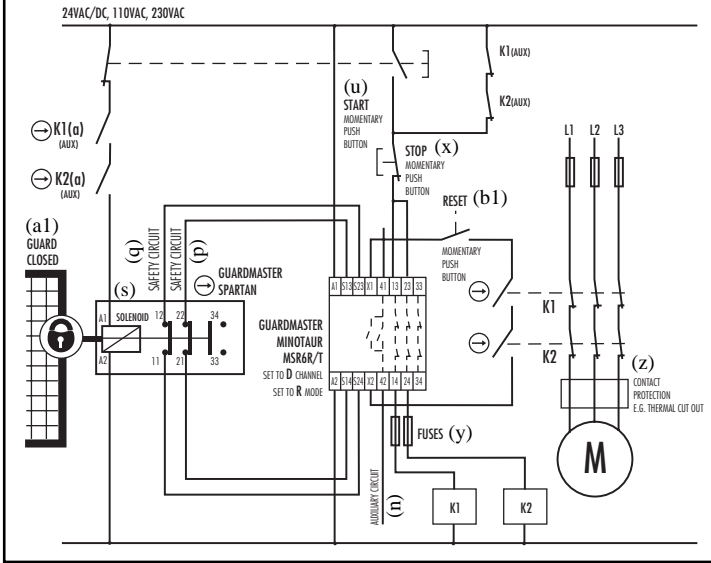 24VAC/DC, 110VAC, 230VAC
K1(AUX)
(u)
START
MOMENTARY
PUSH
BUTTON
K2(AUX)
K1(a)
(AUX)
STOP (x)
MOMENTARY
PUSH
BUTTON
L1 L2 L3
K2(a)
(AUX)
RESET (b1)
(a1)
GUARD
CLOSED
(q)
SAFETY CIRCUIT
SAFETY CIRCUIT
(p)
GUARDMASTER
SPARTAN
MOMENTARY
PUSH
BUTTON
(s)
A1 SOLENOID 12 22 34
A2 11 21 33
A1 S13 S23 X1 41 13 23 33
GUARDMASTER
MINOTAUR
MSR6R/T
SET TO D CHANNEL
SET TO R MODE
A2 S14 S24 X2 42 14 24 34
K1
K2
(z)
CONTACT
PROTECTION
E.G. THERMAL CUT OUT
FUSES (y)
AUXILIARY CIRCUIT
(n)
K1
K2
M